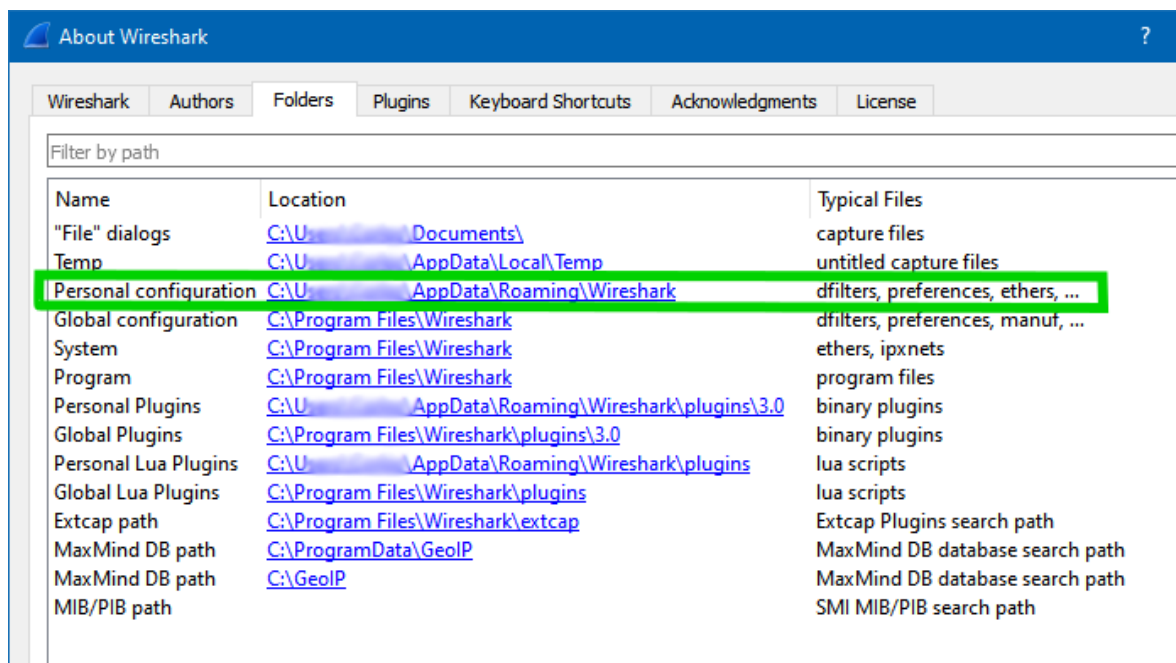 About Wireshark ?
Wireshark Authors Folders Plugins Keyboard Shortcuts Acknowledgments License
Filter by path
Name Location Typical Files
"File" dialogs C:\U \Documents\ capture files
Temp C:\U \AppData\Local\Temp untitled capture files
Personal configuration C:\U \AppData\Roaming\Wireshark dfilters, preferences, ethers, ...
Global configuration C:\Program Files\Wireshark dfilters, preferences, manuf, ...
System C:\Program Files\Wireshark ethers, ipxnets
Program C:\Program Files\Wireshark program files
Personal Plugins C:\U \AppData\Roaming\Wireshark\plugins\3.0 binary plugins
Global Plugins C:\Program Files\Wireshark\plugins\3.0 binary plugins
Personal Lua Plugins C:\U \AppData\Roaming\Wireshark\plugins lua scripts
Global Lua Plugins C:\Program Files\Wireshark\plugins lua scripts
Extcap path C:\Program Files\Wireshark\extcap Extcap Plugins search path
MaxMind DB path C:\ProgramData\GeoIP MaxMind DB database search path
MaxMind DB path C:\GeoIP MaxMind DB database search path
MIB/PIB path SMI MIB/PIB search path